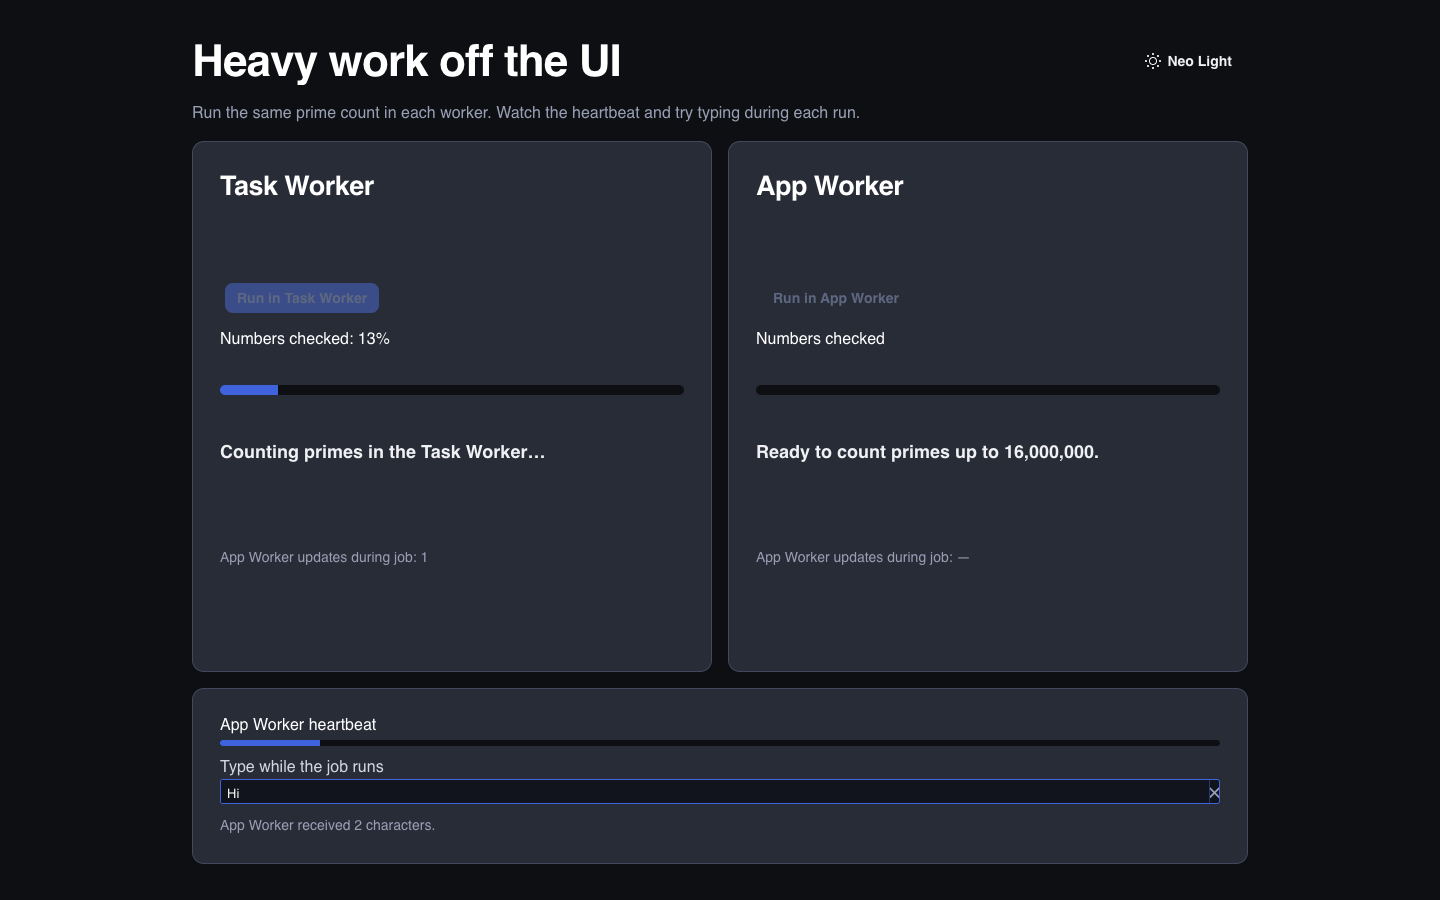 Heavy work off the UI
Neo Light
Run the same prime count in each worker. Watch the heartbeat and try typing during each run.
Task Worker
Run in Task Worker
Numbers checked: 13%
Counting primes in the Task Worker…
App Worker updates during job: 1
App Worker
Run in App Worker
Numbers checked
Ready to count primes up to 16,000,000.
App Worker updates during job: —
App Worker heartbeat
Type while the job runs
Hi
App Worker received 2 characters.